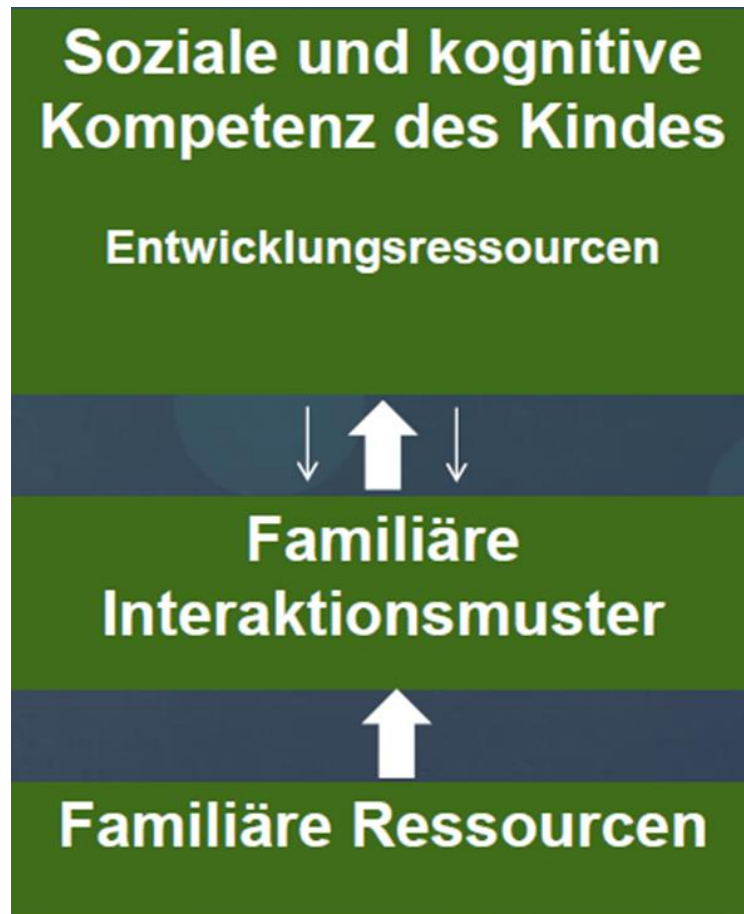 Soziale und kognitive
Kompetenz des Kindes
Entwicklungsressourcen
Familiäre
Interaktionsmuster
Familiäre Ressourcen